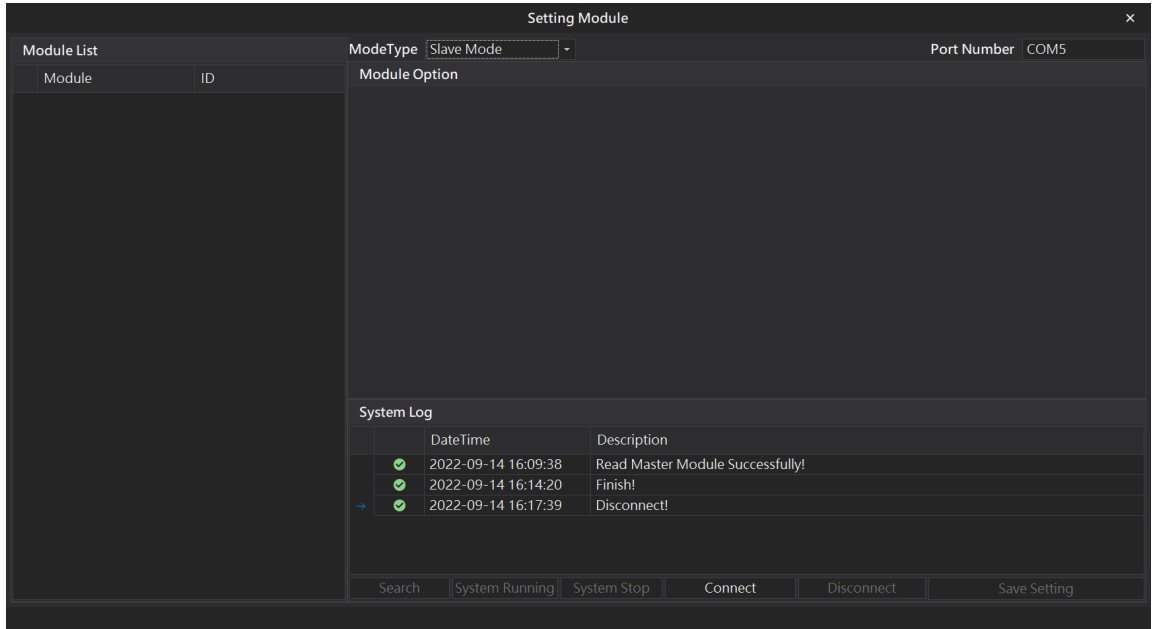 Setting Module
Module List
ModeType Slave Mode Port Number COM5
Module ID
Module Option
System Log
DateTime Description
2022-09-14 16:09:38 Read Master Module Successfully!
2022-09-14 16:14:20 Finish!
2022-09-14 16:17:39 Disconnect!
Search System Running System Stop Connect Disconnect Save Setting